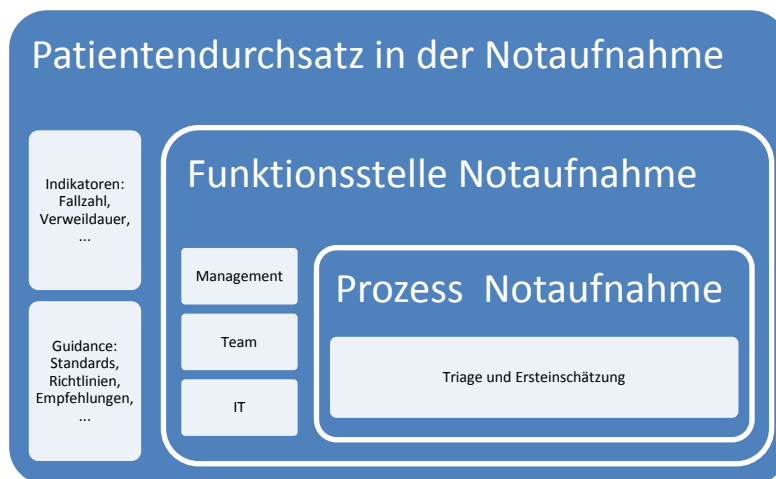 Patientendurchsatz in der Notaufnahme
Indikatoren:
Fallzahl,
Verweildauer,
...
Guidance:
Standards,
Richtlinien,
Empfehlungen,
...
Funktionsstelle Notaufnahme
Management
Team
IT
Prozess Notaufnahme
Triage und Ersteinschätzung